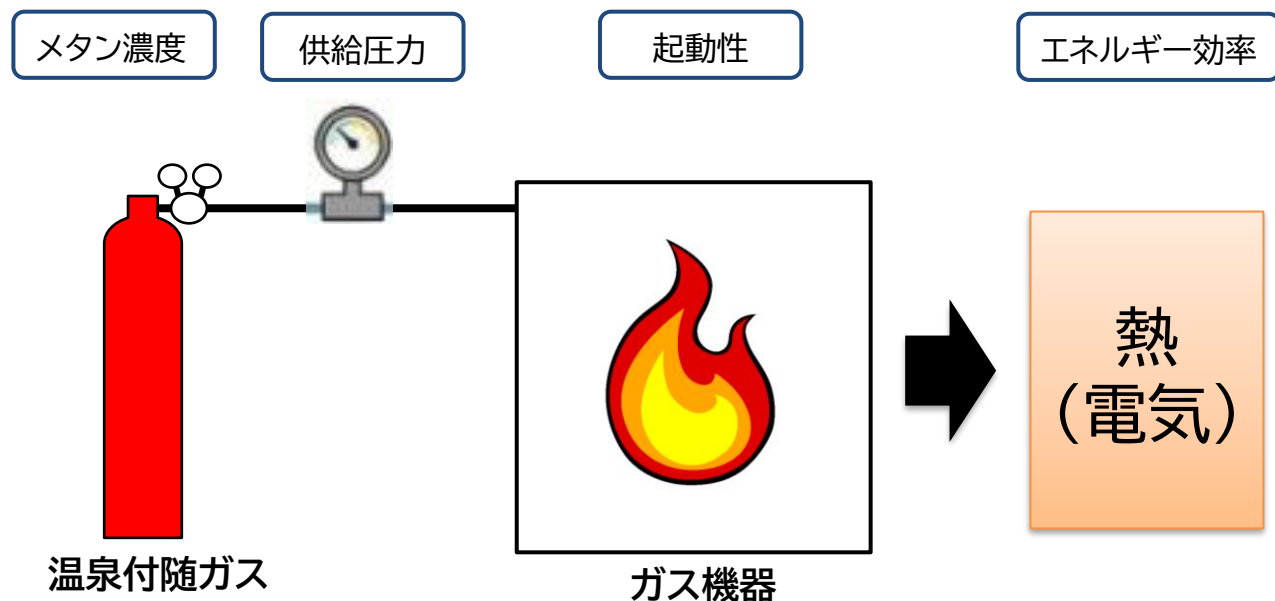 メタン濃度
供給圧力
起動性
エネルギー効率
熱
（電気）
温泉付随ガス
ガス機器